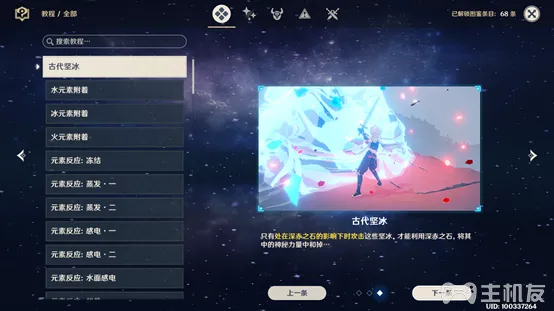 教程 / 全部
已解锁图鉴条目: 68 条
搜索教程…
古代坚冰
水元素附着
冰元素附着
火元素附着
元素反应: 冻结
元素反应: 蒸发·一
元素反应: 蒸发·二
元素反应: 感电·一
元素反应: 感电·二
元素反应: 水面感电
古代坚冰
只有处在深赤之石的影响下时攻击这些坚冰，才能利用深赤之石，将其
中的神秘力量中和掉…
上一条
下一条
主机友
UID: 100337264